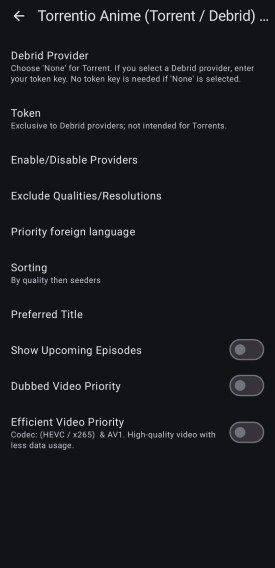 ← Torrentio Anime (Torrent / Debrid) ...
Debrid Provider
Choose 'None' for Torrent. If you select a Debrid provider, enter
your token key. No token key is needed if 'None' is selected.
Token
Exclusive to Debrid providers; not intended for Torrents.
Enable/Disable Providers
Exclude Qualities/Resolutions
Priority foreign language
Sorting
By quality then seeders
Preferred Title
Show Upcoming Episodes
Dubbed Video Priority
Efficient Video Priority
Codec: (HEVC / x265) & AV1. High-quality video with
less data usage.